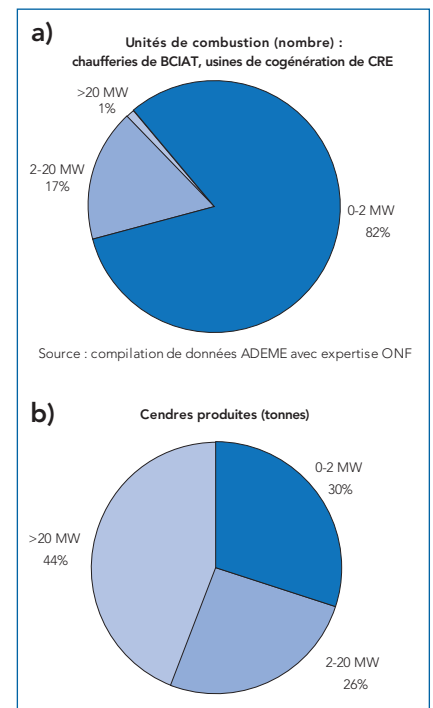 a)
Unités de combustion (nombre) :
chaufferies de BCIAT, usines de cogénération de CRE
>20 MW
1%
2-20 MW
17%
0-2 MW
82%
Source : compilation de données ADEME avec expertise ONF
b)
Cendres produites (tonnes)
0-2 MW
30%
>20 MW
44%
2-20 MW
26%